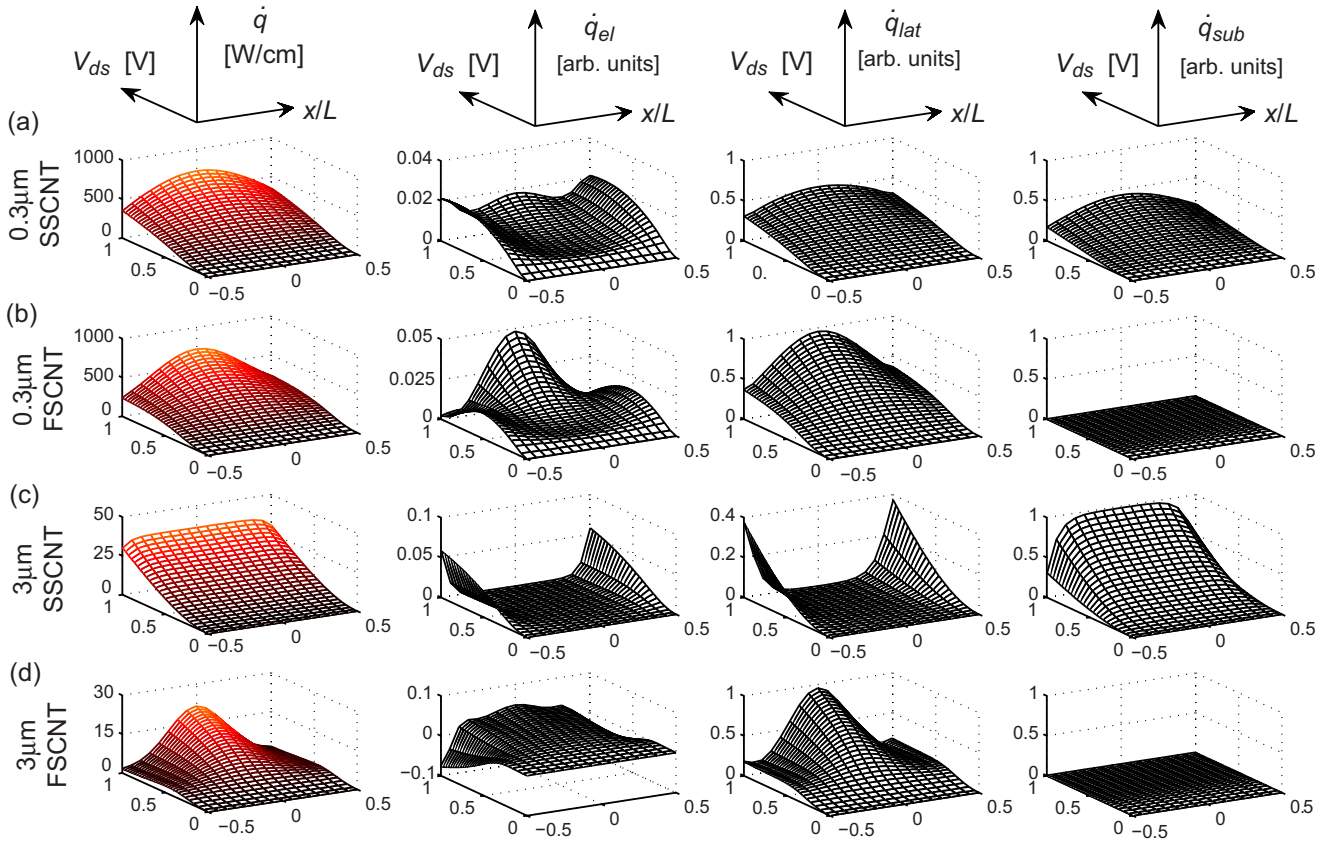 q̇ q̇el q̇lat q̇sub
Vds [V] [W/cm] Vds [V] [arb. units] Vds [V] [arb. units] Vds [V] [arb. units]
x/L x/L x/L x/L
(a)
0.3μm SSCNT
1000 500 0 1 0.5 0 −0.5 0 0.5
0.04 0.02 0 1 0.5 0 −0.5 0 0.5
1 0.5 0 1 0. 0 −0.5 0 0.5
1 0.5 0 1 0.5 0 −0.5 0 0.5
(b)
0.3μm FSCNT
1000 500 0 1 0.5 0 −0.5 0 0.5
0.05 0.025 0 1 0.5 0 −0.5 0 0.5
1 0.5 0 1 0.5 0 −0.5 0 0.5
1 0.5 0 1 0.5 0 −0.5 0 0.5
(c)
3μm SSCNT
50 25 0 1 0.5 0 −0.5 0 0.5
0.1 0.05 0 1 0.5 0 −0.5 0 0.5
0.4 0.2 0 1 0.5 0 −0.5 0 0.5
1 0.5 0 1 0.5 0 −0.5 0 0.5
(d)
3μm FSCNT
30 15 0 1 0.5 0 −0.5 0 0.5
0.1 0 −0.1 1 0.5 0 −0.5 0 0.5
1 0.5 0 1 0.5 0 −0.5 0 0.5
1 0.5 0 1 0.5 0 −0.5 0 0.5